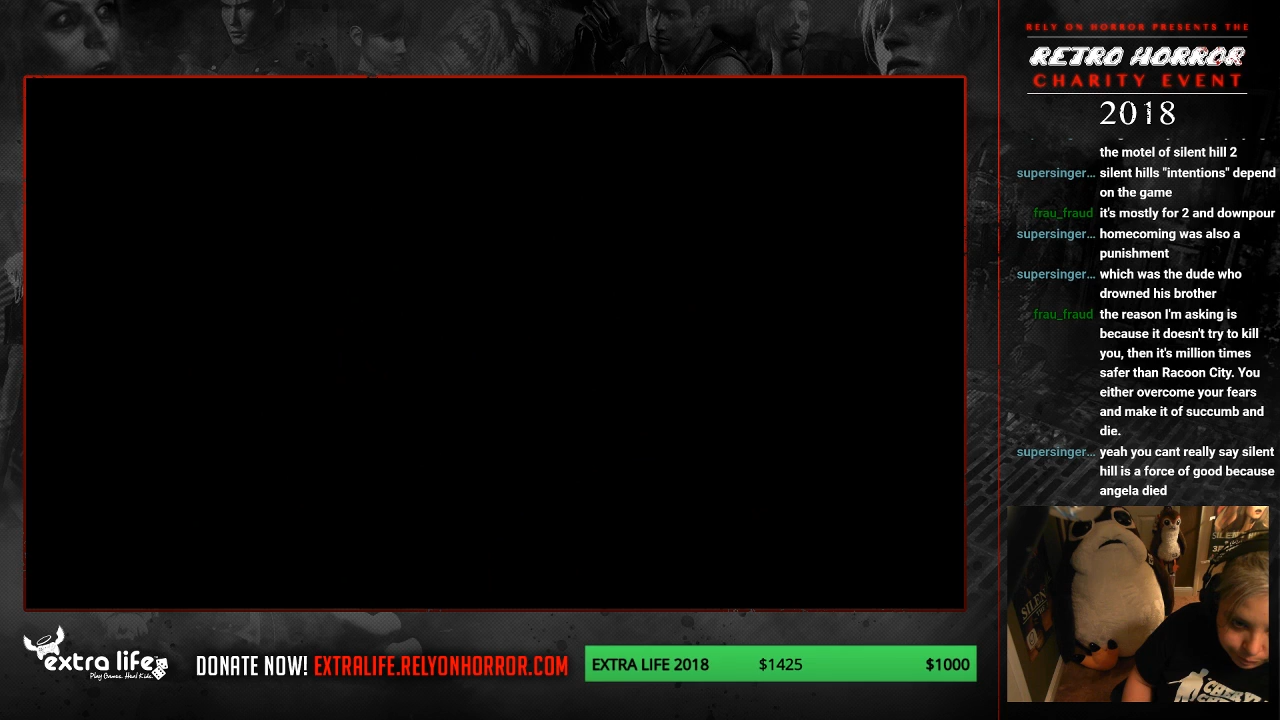 RELY ON HORROR PRESENTS THE
RETRO HORROR
CHARITY EVENT
2018
the motel of silent hill 2
supersinger… silent hills "intentions" depend
on the game
frau_fraud it's mostly for 2 and downpour
supersinger… homecoming was also a
punishment
supersinger… which was the dude who
drowned his brother
frau_fraud the reason I'm asking is
because it doesn't try to kill
you, then it's million times
safer than Racoon City. You
either overcome your fears
and make it of succumb and
die.
supersinger… yeah you cant really say silent
hill is a force of good because
angela died
SILENT
extra life
Play Games. Heal Kids.
DONATE NOW! EXTRALIFE.RELYONHORROR.COM
EXTRA LIFE 2018 $1425 $1000